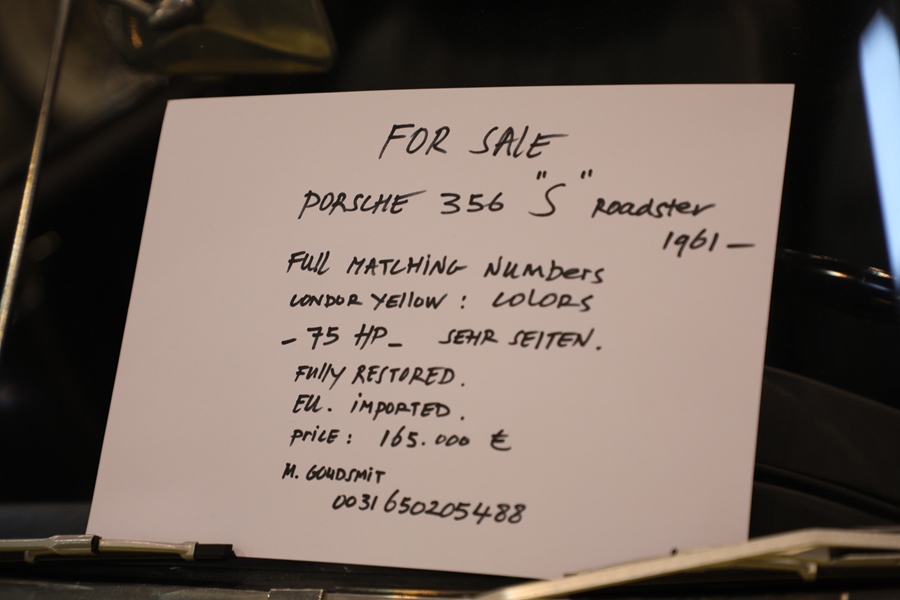 FOR SALE
PORSCHE 356 "S" Roadster
1961 —
FUll MATCHING NUMbers
CONDOR YEllOW : COLORS
- 75 HP - SEHR SEITEN.
FUlly RESTORED.
EU. iMPORTED.
PRICE : 165.000 €
M. GOUDSMIT
0031650205488